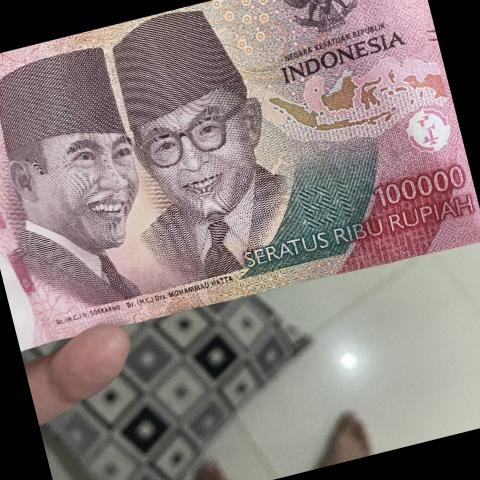 NEGARA KESATUAN REPUBLIK
INDONESIA
100000
SERATUS RIBU RUPIAH
Dr. (H.C.) Ir. SOEKARNO Dr. (H.C.) Drs. MOHAMMAD HATTA